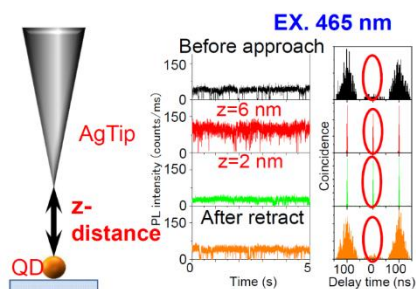 EX. 465 nm
Before approach
150
0
AgTip
z=6 nm
150
0
z-
distance
z=2 nm
150
0
QD
After retract
150
0
PL intensity (counts/ms)
Coincidence
0
5
Time (s)
100 0 100
Delay time (ns)